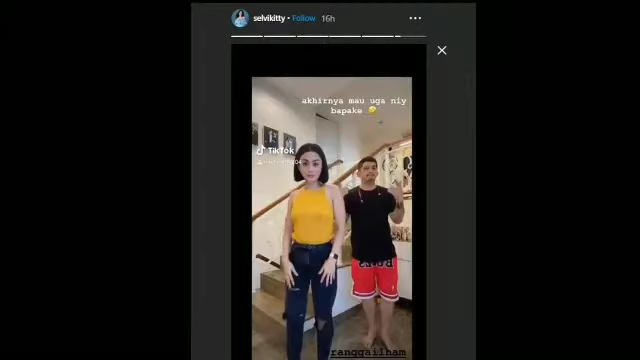 selvikitty • Follow 16h
akhirnya mau uga niy
bapake 🤣
TikTok
ranggailham